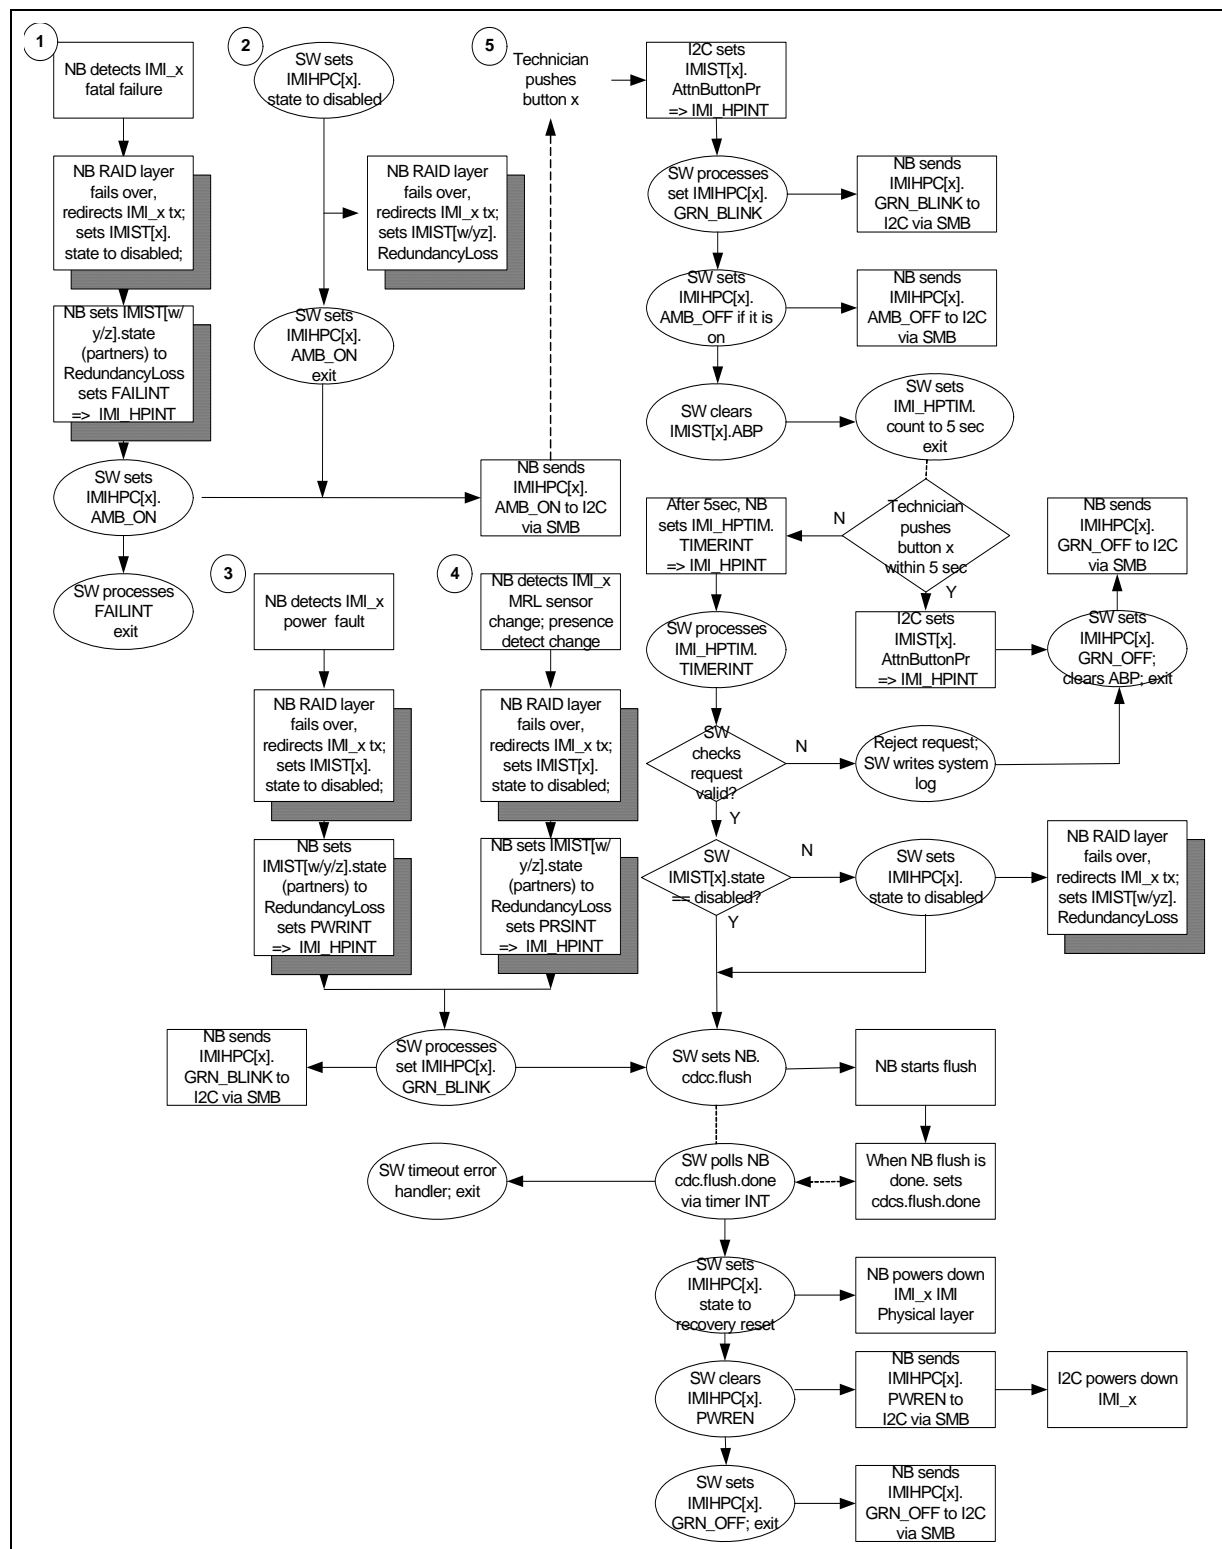 1
NB detects IMI_x
fatal failure
NB RAID layer
fails over,
redirects IMI_x tx;
sets IMIST[x].
state to disabled;
NB sets IMIST[w/
y/z].state
(partners) to
RedundancyLoss
sets FAILINT
=> IMI_HPINT
SW sets
IMIHPC[x].
AMB_ON
SW processes
FAILINT
exit
2
SW sets
IMIHPC[x].
state to disabled
NB RAID layer
fails over,
redirects IMI_x tx;
sets IMIST[w/yz].
RedundancyLoss
SW sets
IMIHPC[x].
AMB_ON
exit
NB sends
IMIHPC[x].
AMB_ON to I2C
via SMB
3
NB detects IMI_x
power fault
NB RAID layer
fails over,
redirects IMI_x tx;
sets IMIST[x].
state to disabled;
NB sets
IMIST[w/y/z].state
(partners) to
RedundancyLoss
sets PWRINT
=> IMI_HPINT
4
NB detects IMI_x
MRL sensor
change; presence
detect change
NB RAID layer
fails over,
redirects IMI_x tx;
sets IMIST[x].
state to disabled;
NB sets IMIST[w/
y/z].state
(partners) to
RedundancyLoss
sets PRSINT
=> IMI_HPINT
NB sends
IMIHPC[x].
GRN_BLINK to
I2C via SMB
SW processes
set IMIHPC[x].
GRN_BLINK
5
Technician
pushes
button x
I2C sets
IMIST[x].
AttnButtonPr
=> IMI_HPINT
SW processes
set IMIHPC[x].
GRN_BLINK
NB sends
IMIHPC[x].
GRN_BLINK to
I2C via SMB
SW sets
IMIHPC[x].
AMB_OFF if it is
on
NB sends
IMIHPC[x].
AMB_OFF to I2C
via SMB
SW clears
IMIST[x].ABP
SW sets
IMI_HPTIM.
count to 5 sec
exit
Technician
pushes
button x
within 5 sec
N
Y
After 5sec, NB
sets IMI_HPTIM.
TIMERINT
=> IMI_HPINT
NB sends
IMIHPC[x].
GRN_OFF to I2C
via SMB
I2C sets
IMIST[x].
AttnButtonPr
=> IMI_HPINT
SW sets
IMIHPC[x].
GRN_OFF;
clears ABP; exit
SW processes
IMI_HPTIM.
TIMERINT
SW
checks
request
valid?
N
Y
Reject request;
SW writes system
log
SW
IMIST[x].state
== disabled?
N
Y
SW sets
IMIHPC[x].
state to disabled
NB RAID layer
fails over,
redirects IMI_x tx;
sets IMIST[w/yz].
RedundancyLoss
SW sets NB.
cdcc.flush
NB starts flush
SW polls NB
cdc.flush.done
via timer INT
When NB flush is
done. sets
cdcs.flush.done
SW timeout error
handler; exit
SW sets
IMIHPC[x].
state to
recovery reset
NB powers down
IMI_x IMI
Physical layer
SW clears
IMIHPC[x].
PWREN
NB sends
IMIHPC[x].
PWREN to
I2C via SMB
I2C powers down
IMI_x
SW sets
IMIHPC[x].
GRN_OFF; exit
NB sends
IMIHPC[x].
GRN_OFF to I2C
via SMB